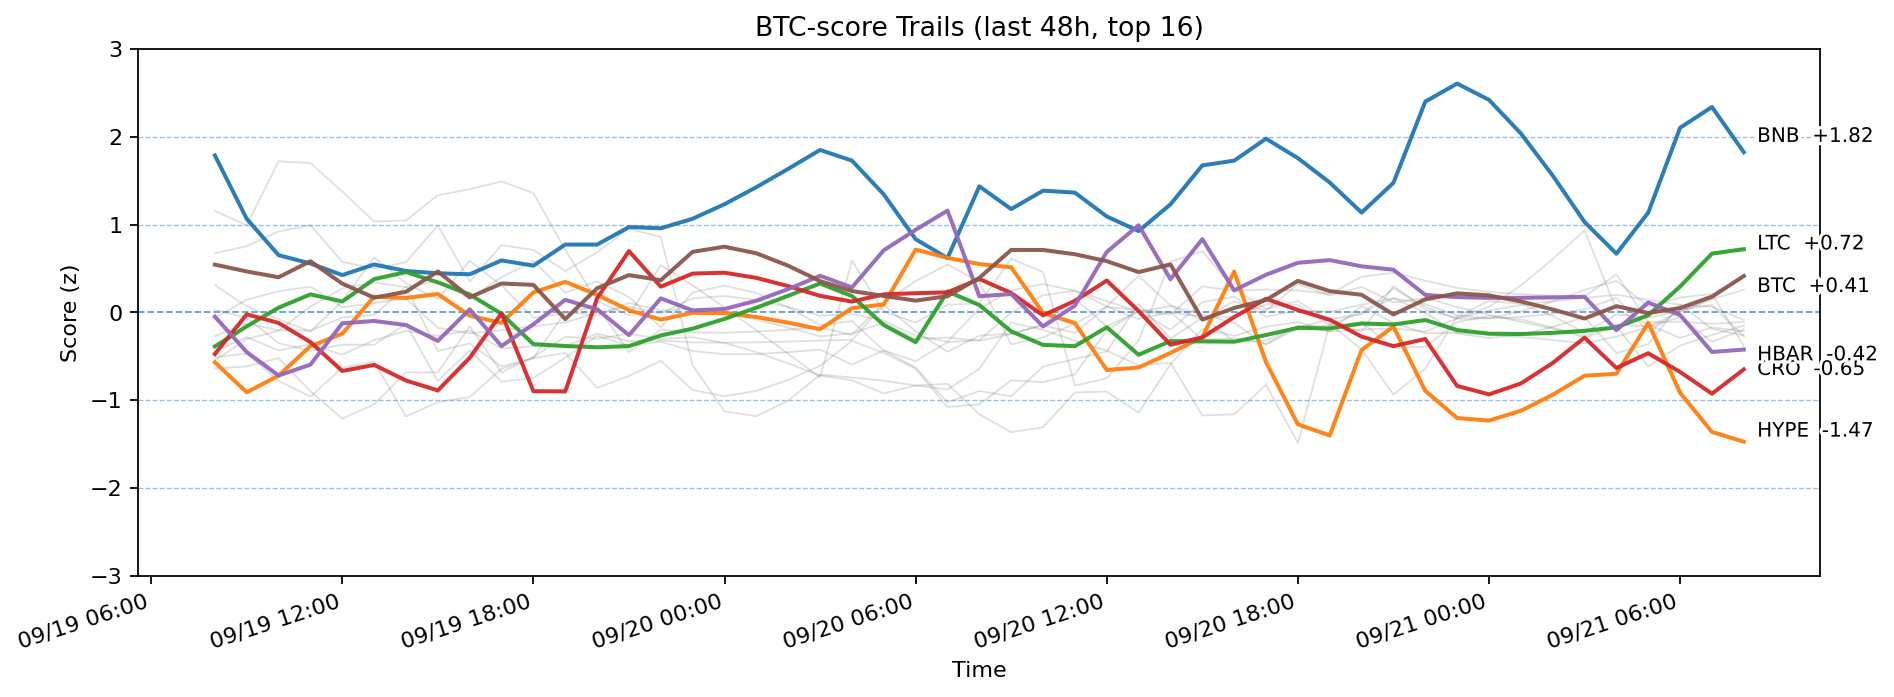 BTC-score Trails (last 48h, top 16)
3
2
1
0
−1
−2
−3
Score (z)
BNB +1.82
LTC +0.72
BTC +0.41
HBAR -0.42
CRO -0.65
HYPE -1.47
09/19 06:00
09/19 12:00
09/19 18:00
09/20 00:00
09/20 06:00
09/20 12:00
09/20 18:00
09/21 00:00
09/21 06:00
Time